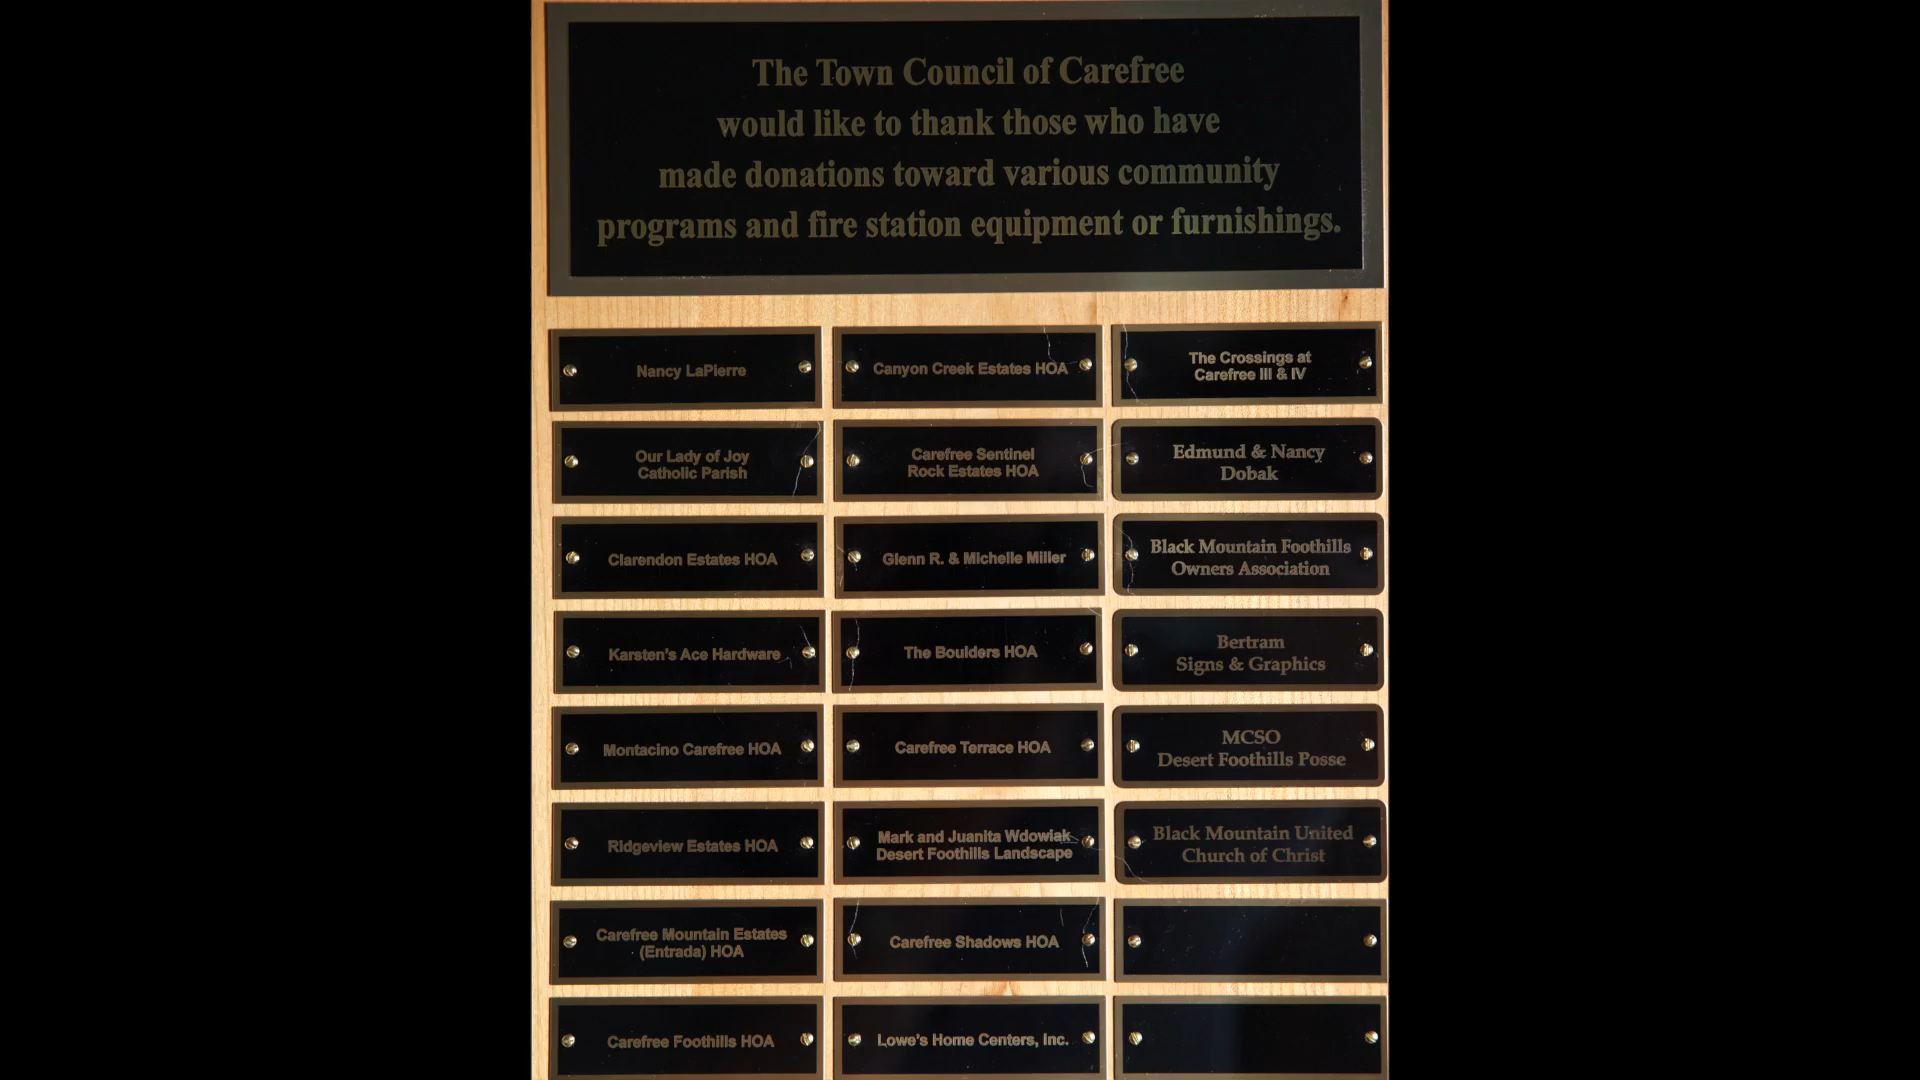 The Town Council of Carefree
would like to thank those who have
made donations toward various community
programs and fire station equipment or furnishings.
Nancy LaPierre
Canyon Creek Estates HOA
The Crossings at
Carefree III & IV
Our Lady of Joy
Catholic Parish
Carefree Sentinel
Rock Estates HOA
Edmund & Nancy
Dobak
Clarendon Estates HOA
Glenn R. & Michelle Miller
Black Mountain Foothills
Owners Association
Karsten's Ace Hardware
The Boulders HOA
Bertram
Signs & Graphics
Montacino Carefree HOA
Carefree Terrace HOA
MCSO
Desert Foothills Posse
Ridgeview Estates HOA
Mark and Juanita Wdowiak
Desert Foothills Landscape
Black Mountain United
Church of Christ
Carefree Mountain Estates
(Entrada) HOA
Carefree Shadows HOA
Carefree Foothills HOA
Lowe's Home Centers, Inc.